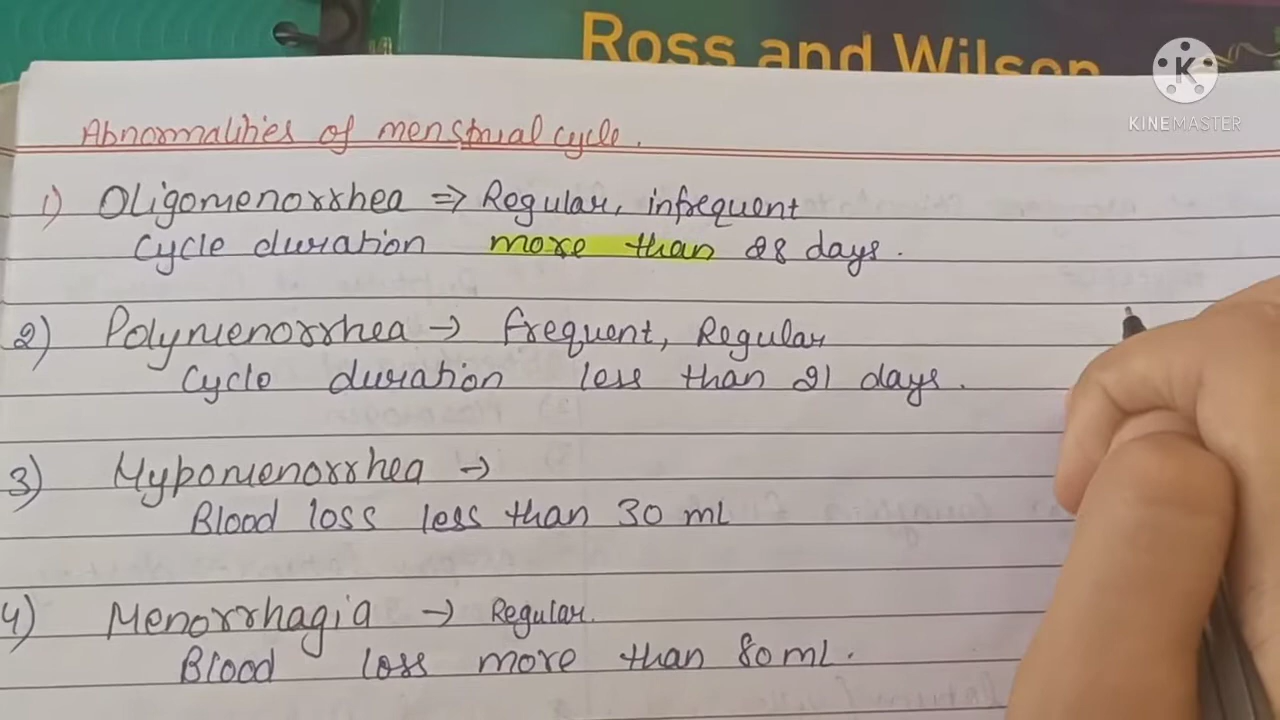 Ross and Wilson
KINEMASTER
Abnormalities of menstrual cycle.
1) Oligomenorrhea ⇒ Regular, infrequent
Cycle duration more than 28 days.
2) Polymenorrhea → frequent, Regular
Cycle duration less than 21 days.
3) Hypomenorrhea →
Blood loss less than 30 mL
4) Menorrhagia → Regular.
Blood loss more than 80 mL.